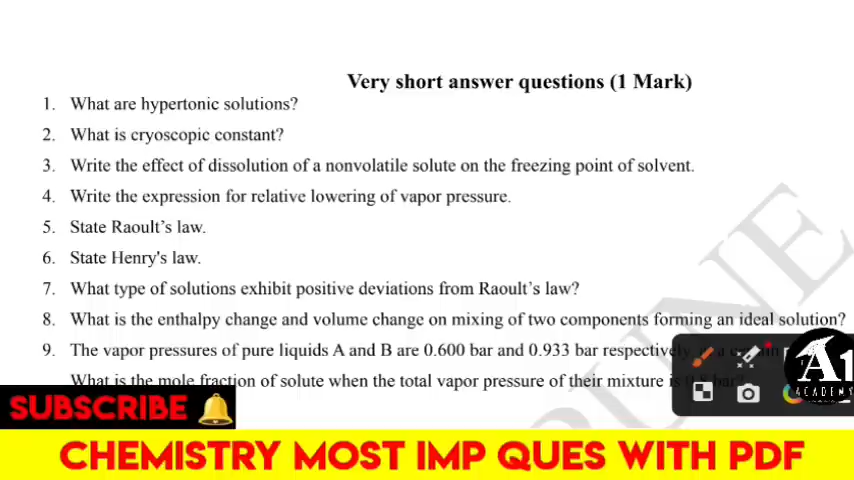 Very short answer questions (1 Mark)
1. What are hypertonic solutions?
2. What is cryoscopic constant?
3. Write the effect of dissolution of a nonvolatile solute on the freezing point of solvent.
4. Write the expression for relative lowering of vapor pressure.
5. State Raoult’s law.
6. State Henry's law.
7. What type of solutions exhibit positive deviations from Raoult’s law?
8. What is the enthalpy change and volume change on mixing of two components forming an ideal solution?
9. The vapor pressures of pure liquids A and B are 0.600 bar and 0.933 bar respectively,
What is the mole fraction of solute when the total vapor pressure of their mixture is
UNE
A1
ACADEMY
SUBSCRIBE
CHEMISTRY MOST IMP QUES WITH PDF